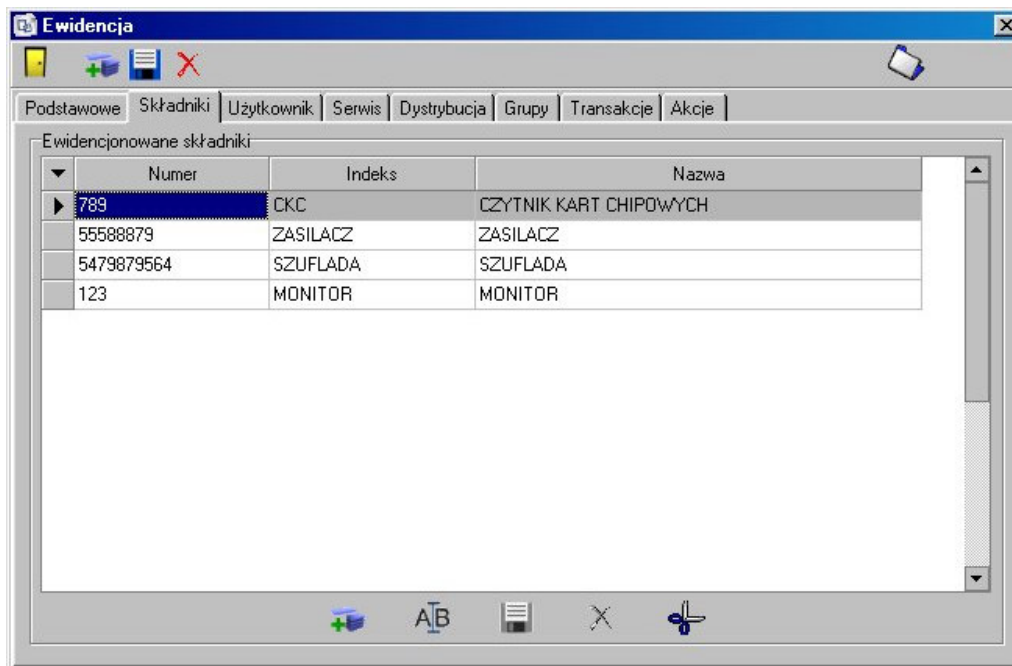 Ewidencja
Podstawowe Składniki Użytkownik Serwis Dystrybucja Grupy Transakcje Akcje
Ewidencjonowane składniki
Numer Indeks Nazwa
789 CKC CZYTNIK KART CHIPOWYCH
55588879 ZASILACZ ZASILACZ
5479879564 SZUFLADA SZUFLADA
123 MONITOR MONITOR
AB